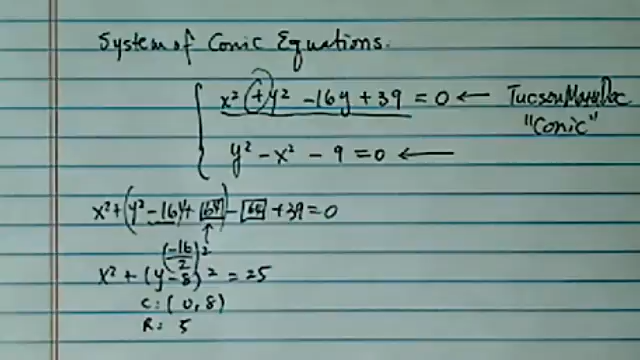 System of Conic Equations.
x² + y² - 16y + 39 = 0 ← TucsonMathDoc
"Conic"
y² - x² - 9 = 0 ←
x² + (y² - 16y + 64) - 64 + 39 = 0
(-16/2)²
x² + (y - 8)² = 25
C: (0, 8)
R: 5